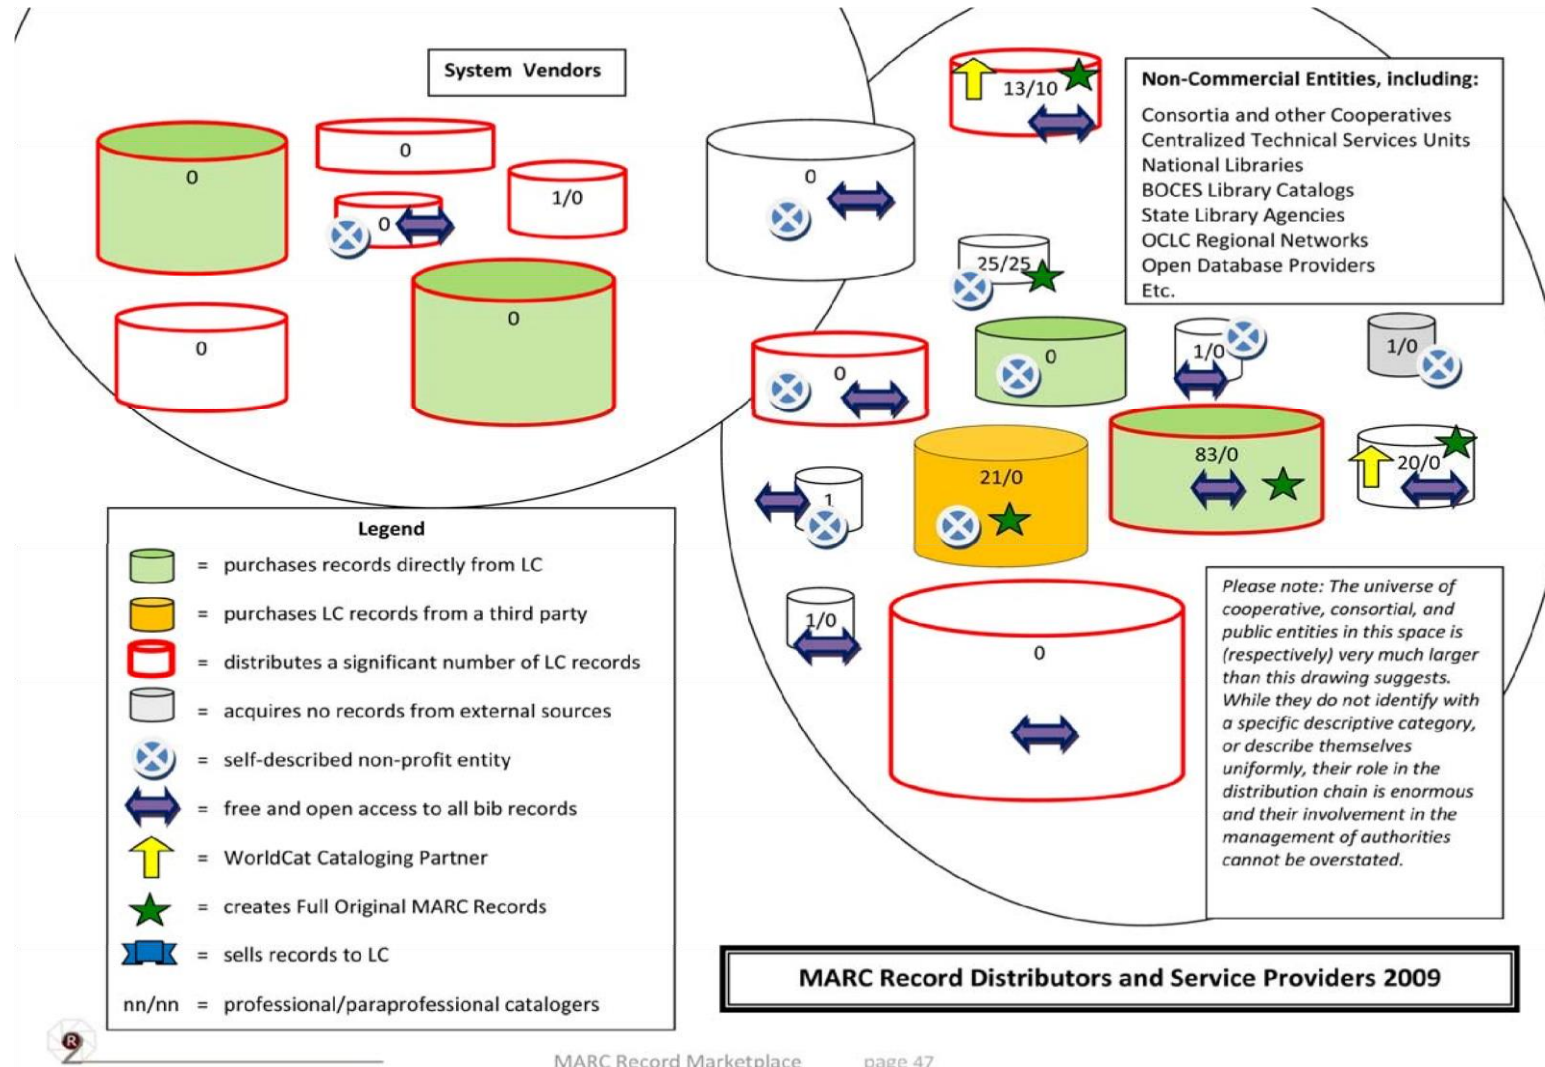 System Vendors
0
0
1/0
0
0
0
0
13/10
Non-Commercial Entities, including:
Consortia and other Cooperatives
Centralized Technical Services Units
National Libraries
BOCES Library Catalogs
State Library Agencies
OCLC Regional Networks
Open Database Providers
Etc.
25/25
0
0
1/0
1/0
1
21/0
83/0
20/0
1/0
0
Legend
= purchases records directly from LC
= purchases LC records from a third party
= distributes a significant number of LC records
= acquires no records from external sources
= self-described non-profit entity
= free and open access to all bib records
= WorldCat Cataloging Partner
= creates Full Original MARC Records
= sells records to LC
nn/nn = professional/paraprofessional catalogers
Please note: The universe of
cooperative, consortial, and
public entities in this space is
(respectively) very much larger
than this drawing suggests.
While they do not identify with
a specific descriptive category,
or describe themselves
uniformly, their role in the
distribution chain is enormous
and their involvement in the
management of authorities
cannot be overstated.
MARC Record Distributors and Service Providers 2009
R2
MARC Record Marketplace page 47